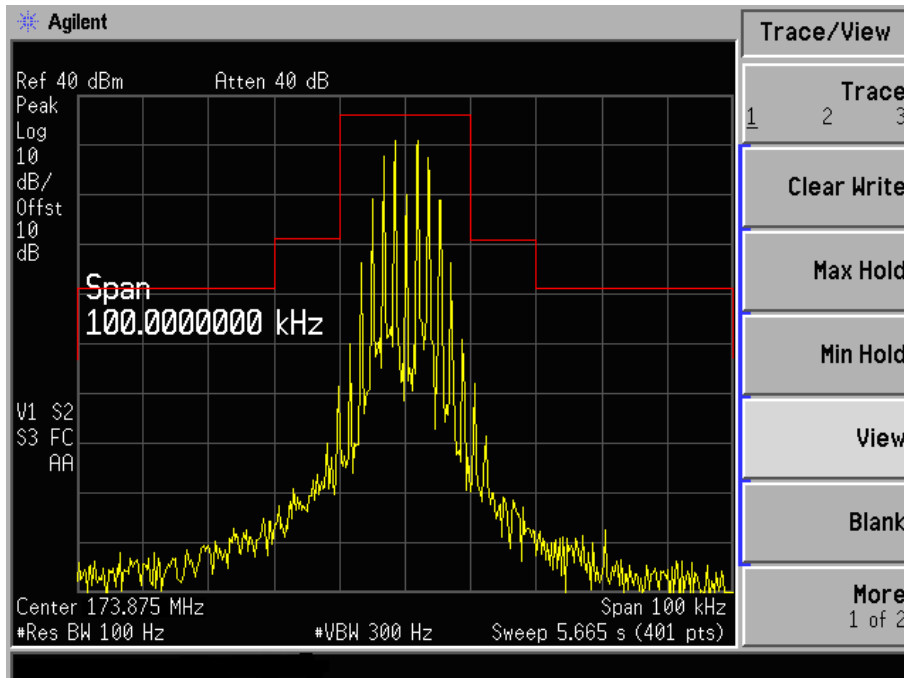 Agilent
Trace/View
Ref 40 dBm Atten 40 dB
Peak
Log
10
dB/
Offst
10
dB
Span
100.0000000 kHz
V1 S2
S3 FC
AA
Center 173.875 MHz Span 100 kHz
#Res BW 100 Hz #VBW 300 Hz Sweep 5.665 s (401 pts)
Trace
1 2 3
Clear Write
Max Hold
Min Hold
View
Blank
More
1 of 2